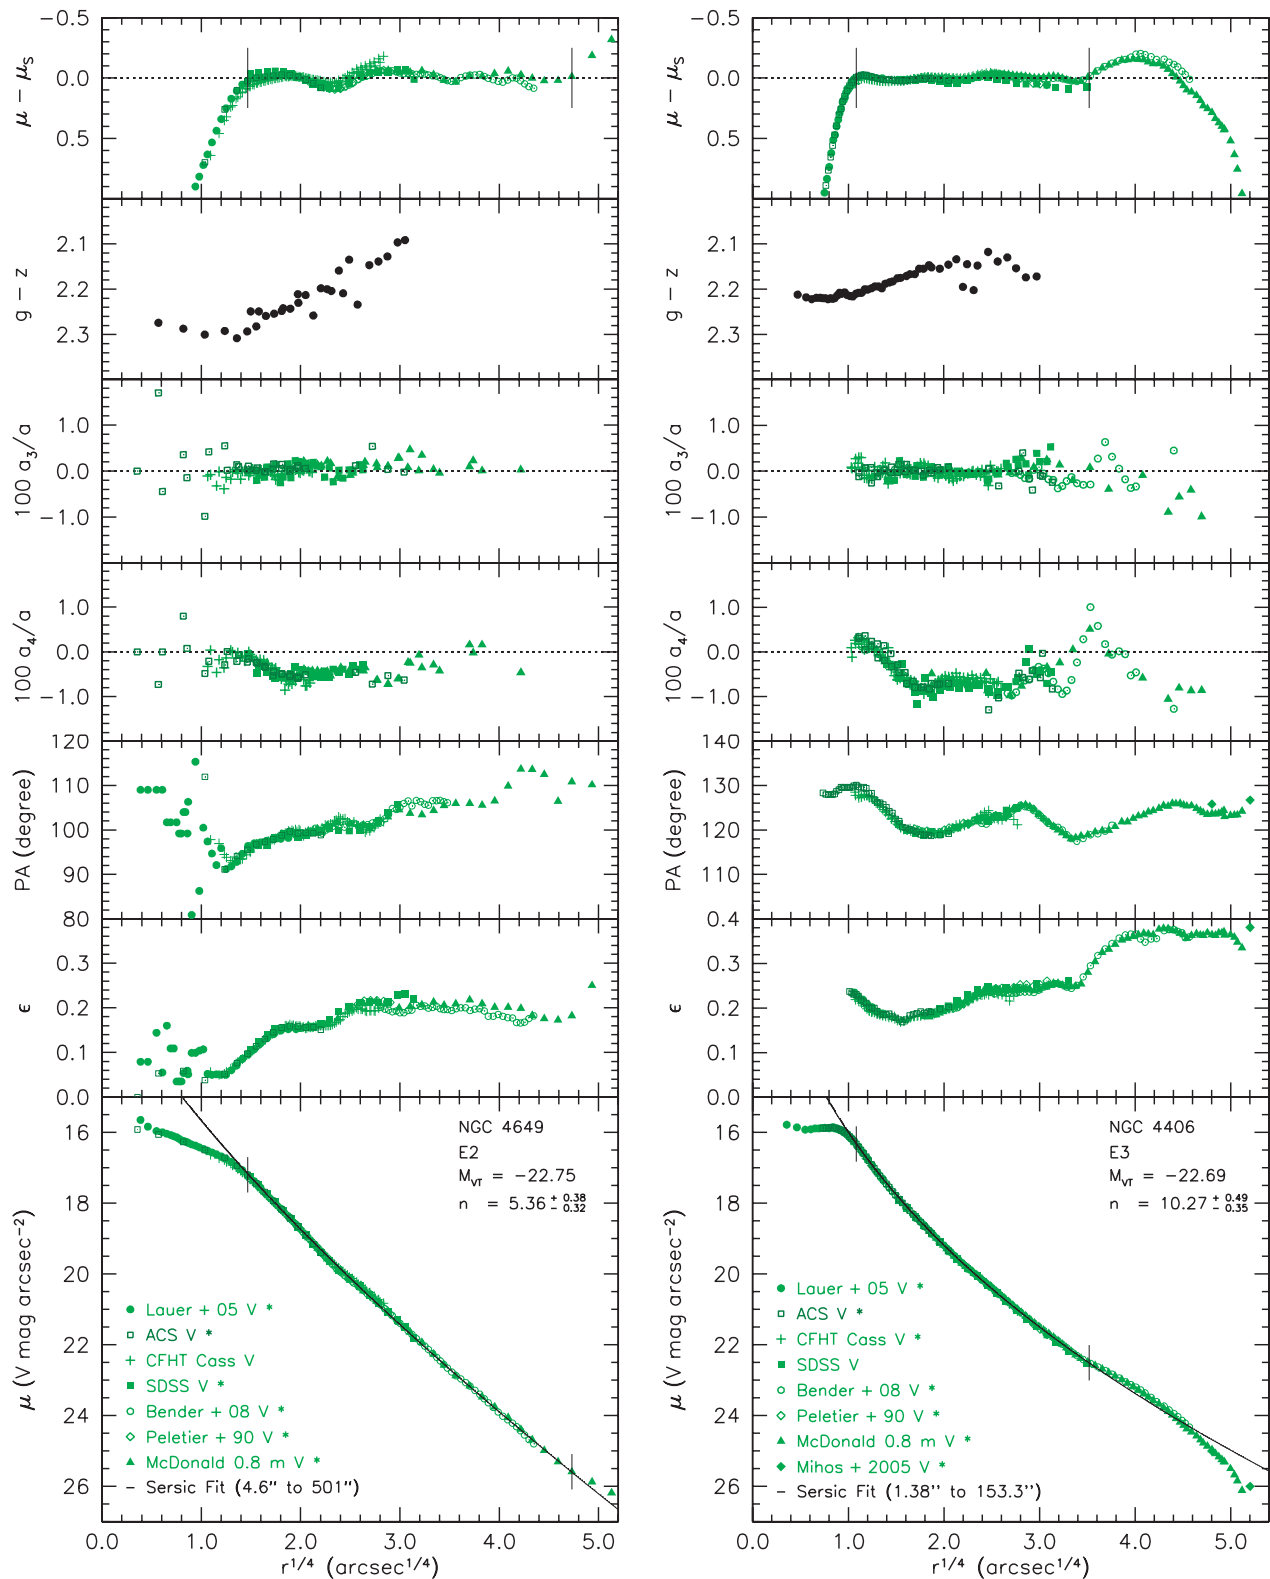 −0.5
0.0
0.5
μ − μS
2.1
2.2
2.3
g − z
1.0
0.0
−1.0
100 a3/a
1.0
0.0
−1.0
100 a4/a
120
110
100
90
80
PA (degree)
0.3
0.2
0.1
0.0
ϵ
16
18
20
22
24
26
μ (V mag arcsec−2)
NGC 4649
E2
MVT = −22.75
n = 5.36 + 0.38 − 0.32
Lauer + 05 V *
ACS V *
CFHT Cass V
SDSS V *
Bender + 08 V *
Peletier + 90 V *
McDonald 0.8 m V *
− Sersic Fit (4.6" to 501")
0.0 1.0 2.0 3.0 4.0 5.0
r1/4 (arcsec1/4)
−0.5
0.0
0.5
μ − μS
2.1
2.2
2.3
g − z
1.0
0.0
−1.0
100 a3/a
1.0
0.0
−1.0
100 a4/a
140
130
120
110
PA (degree)
0.4
0.3
0.2
0.1
0.0
ϵ
16
18
20
22
24
26
μ (V mag arcsec−2)
NGC 4406
E3
MVT = −22.69
n = 10.27 + 0.49 − 0.35
Lauer + 05 V *
ACS V *
CFHT Cass V *
SDSS V
Bender + 08 V *
Peletier + 90 V *
McDonald 0.8 m V *
Mihos + 2005 V *
− Sersic Fit (1.38" to 153.3")
0.0 1.0 2.0 3.0 4.0 5.0
r1/4 (arcsec1/4)